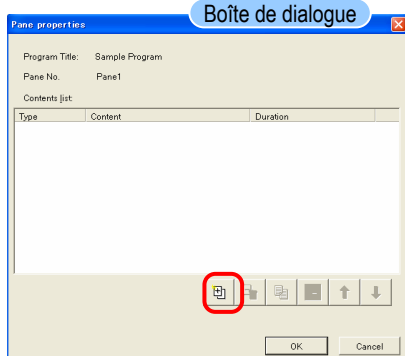 Boîte de dialogue
Pane properties
Program Title: Sample Program
Pane No. Pane1
Contents list:
Type Content Duration
OK Cancel